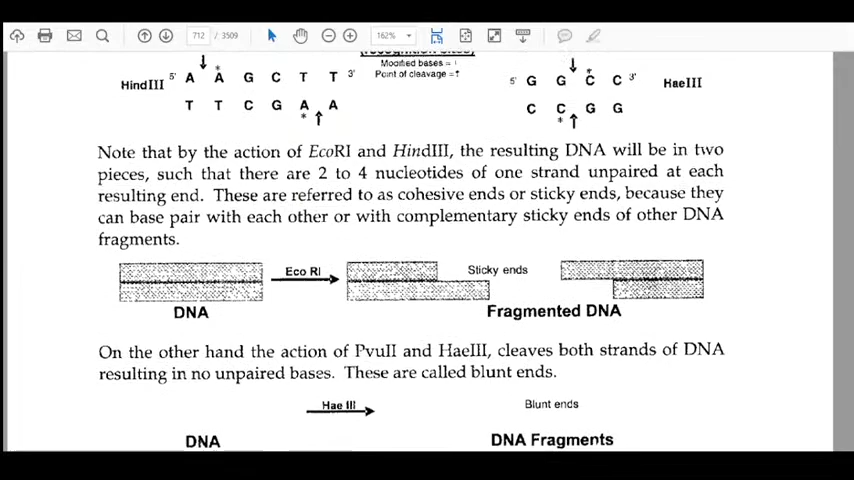 712 / 3509
162%
(recognition sites)
Modified bases = *
Point of cleavage =↑
HindIII 5' A A* G C T T 3'
T T C G A* A
5' G G C* C 3' HaeIII
C C* G G
Note that by the action of EcoRI and HindIII, the resulting DNA will be in two
pieces, such that there are 2 to 4 nucleotides of one strand unpaired at each
resulting end. These are referred to as cohesive ends or sticky ends, because they
can base pair with each other or with complementary sticky ends of other DNA
fragments.
Eco RI
Sticky ends
DNA
Fragmented DNA
On the other hand the action of PvuII and HaeIII, cleaves both strands of DNA
resulting in no unpaired bases. These are called blunt ends.
Hae III
Blunt ends
DNA
DNA Fragments